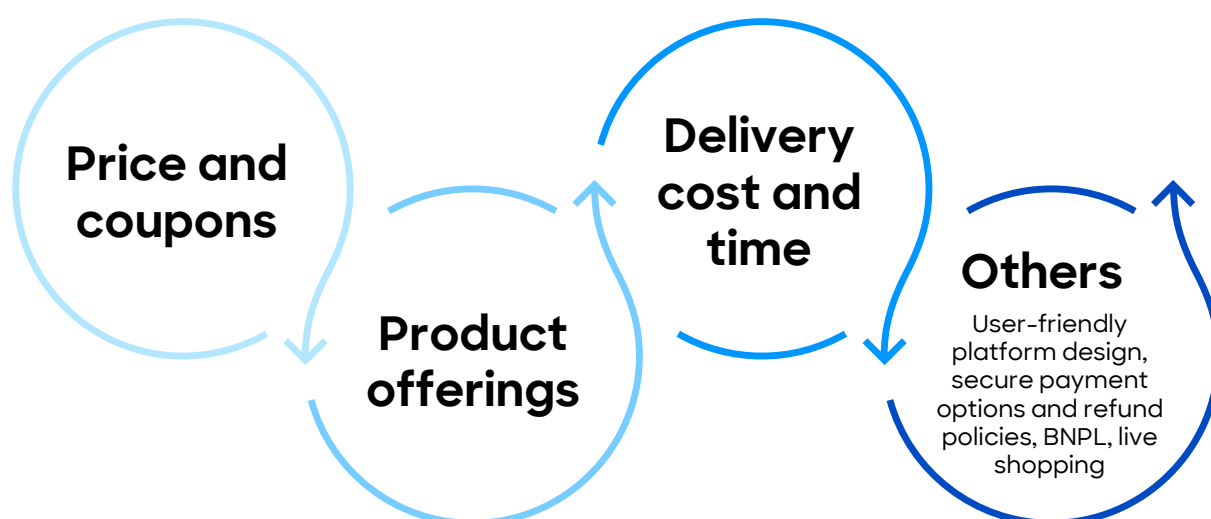 Price and
coupons
Product
offerings
Delivery
cost and
time
Others
User-friendly
platform design,
secure payment
options and refund
policies, BNPL, live
shopping